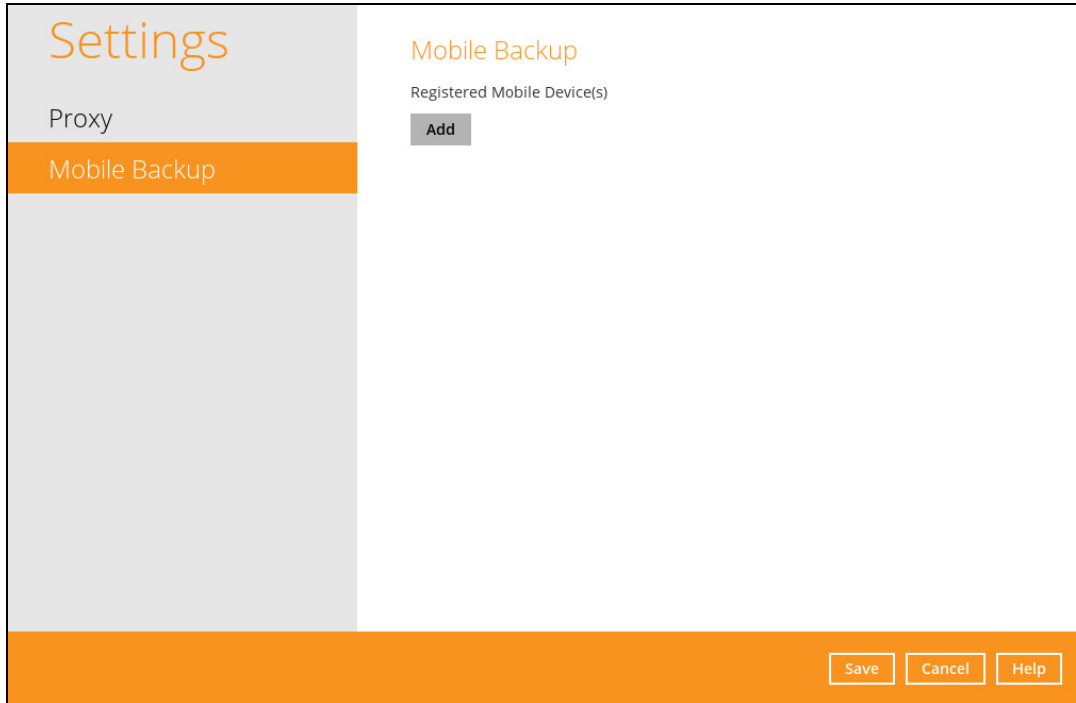 Settings
Proxy
Mobile Backup
Mobile Backup
Registered Mobile Device(s)
Add
Save
Cancel
Help